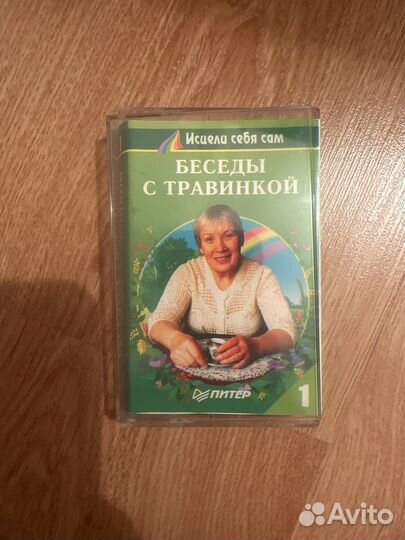 Исцели себя сам
БЕСЕДЫ
С ТРАВИНКОЙ
ПИТЕР
1
Avito